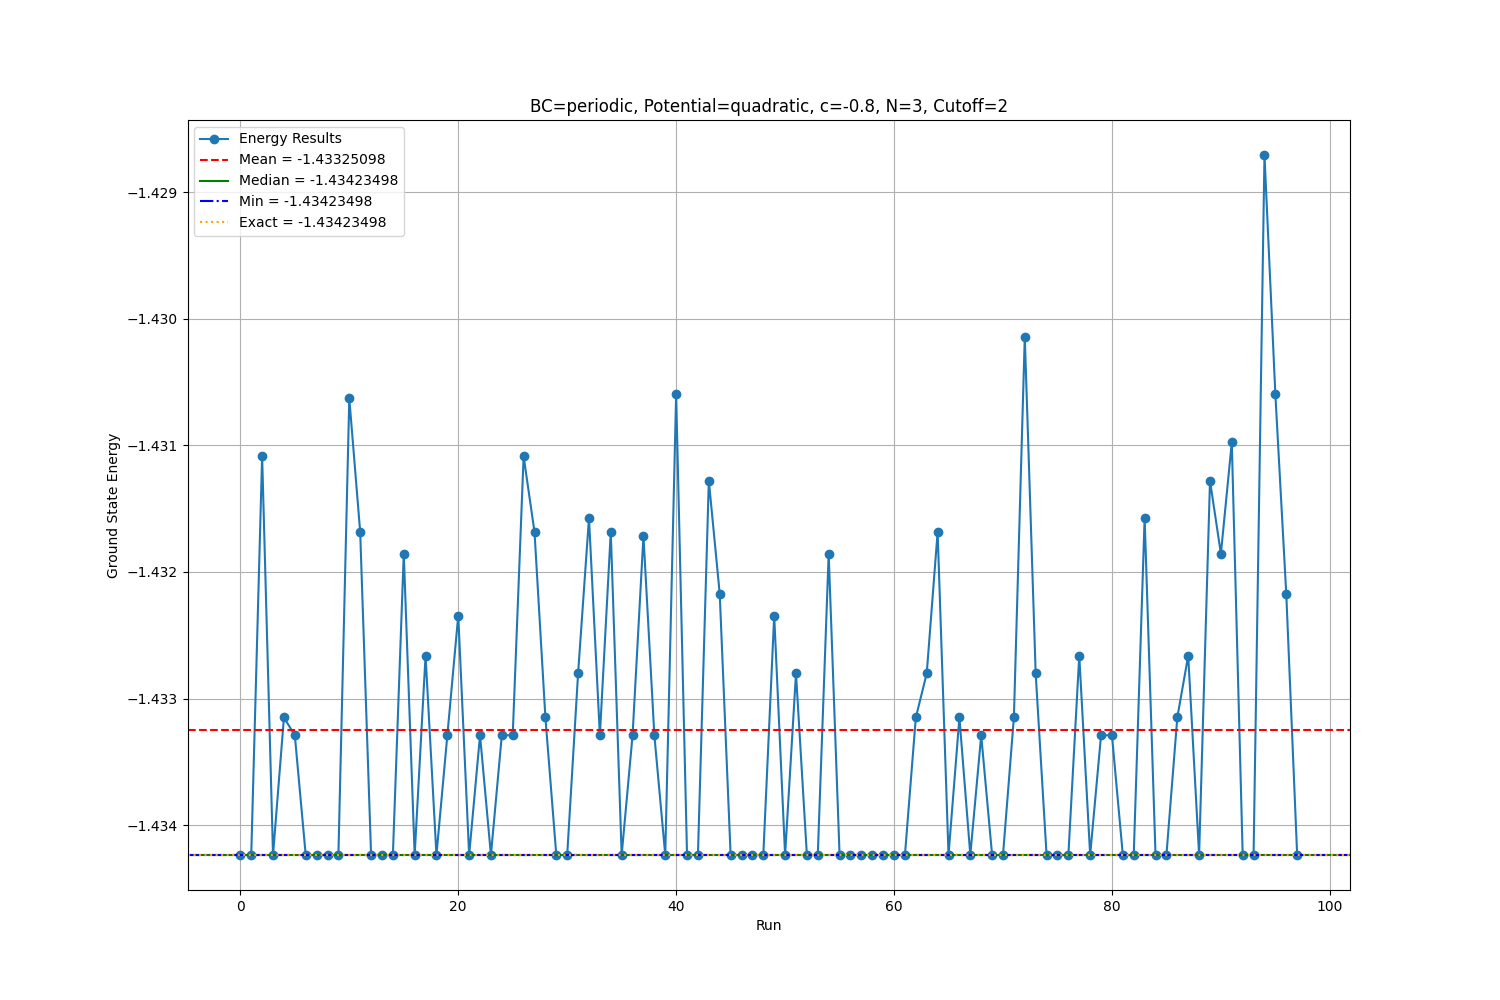 BC=periodic, Potential=quadratic, c=-0.8, N=3, Cutoff=2
Energy Results
Mean = -1.43325098
Median = -1.43423498
Min = -1.43423498
Exact = -1.43423498
Ground State Energy
−1.429
−1.430
−1.431
−1.432
−1.433
−1.434
0 20 40 60 80 100
Run